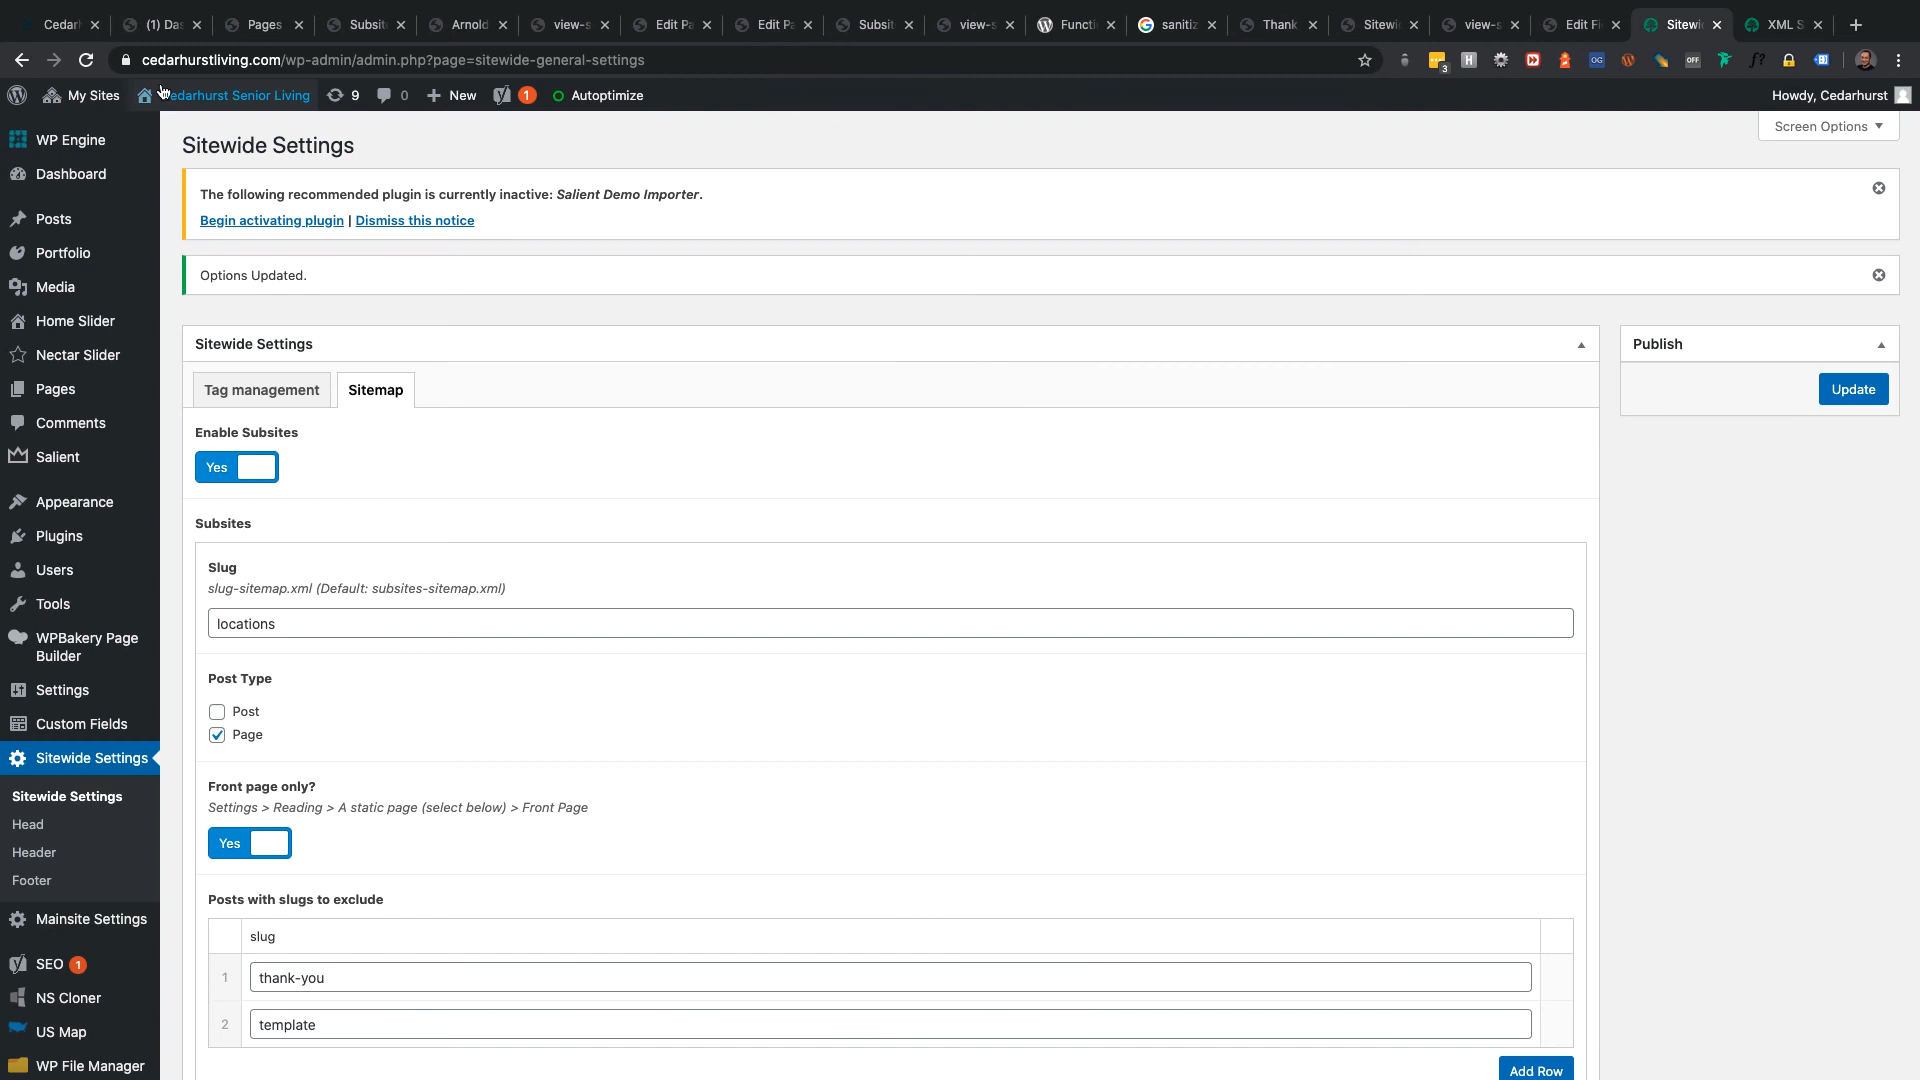 Cedarh
(1) Das
Pages
Subsit
Arnold
view-s
Edit Pa
Edit Pa
Subsit
view-s
Functi
sanitiz
Thank
Sitewi
view-s
Edit Fi
Sitewi
XML S
cedarhurstliving.com/wp-admin/admin.php?page=sitewide-general-settings
My Sites
edarhurst Senior Living
9
0
New
1
Autoptimize
Howdy, Cedarhurst
WP Engine
Dashboard
Posts
Portfolio
Media
Home Slider
Nectar Slider
Pages
Comments
Salient
Appearance
Plugins
Users
Tools
WPBakery Page
Builder
Settings
Custom Fields
Sitewide Settings
Sitewide Settings
Head
Header
Footer
Mainsite Settings
SEO 1
NS Cloner
US Map
WP File Manager
Screen Options
Sitewide Settings
The following recommended plugin is currently inactive: Salient Demo Importer.
Begin activating plugin | Dismiss this notice
Options Updated.
Sitewide Settings
Tag management
Sitemap
Enable Subsites
Yes
Subsites
Slug
slug-sitemap.xml (Default: subsites-sitemap.xml)
locations
Post Type
Post
Page
Front page only?
Settings > Reading > A static page (select below) > Front Page
Yes
Posts with slugs to exclude
slug
1 thank-you
2 template
Add Row
Publish
Update